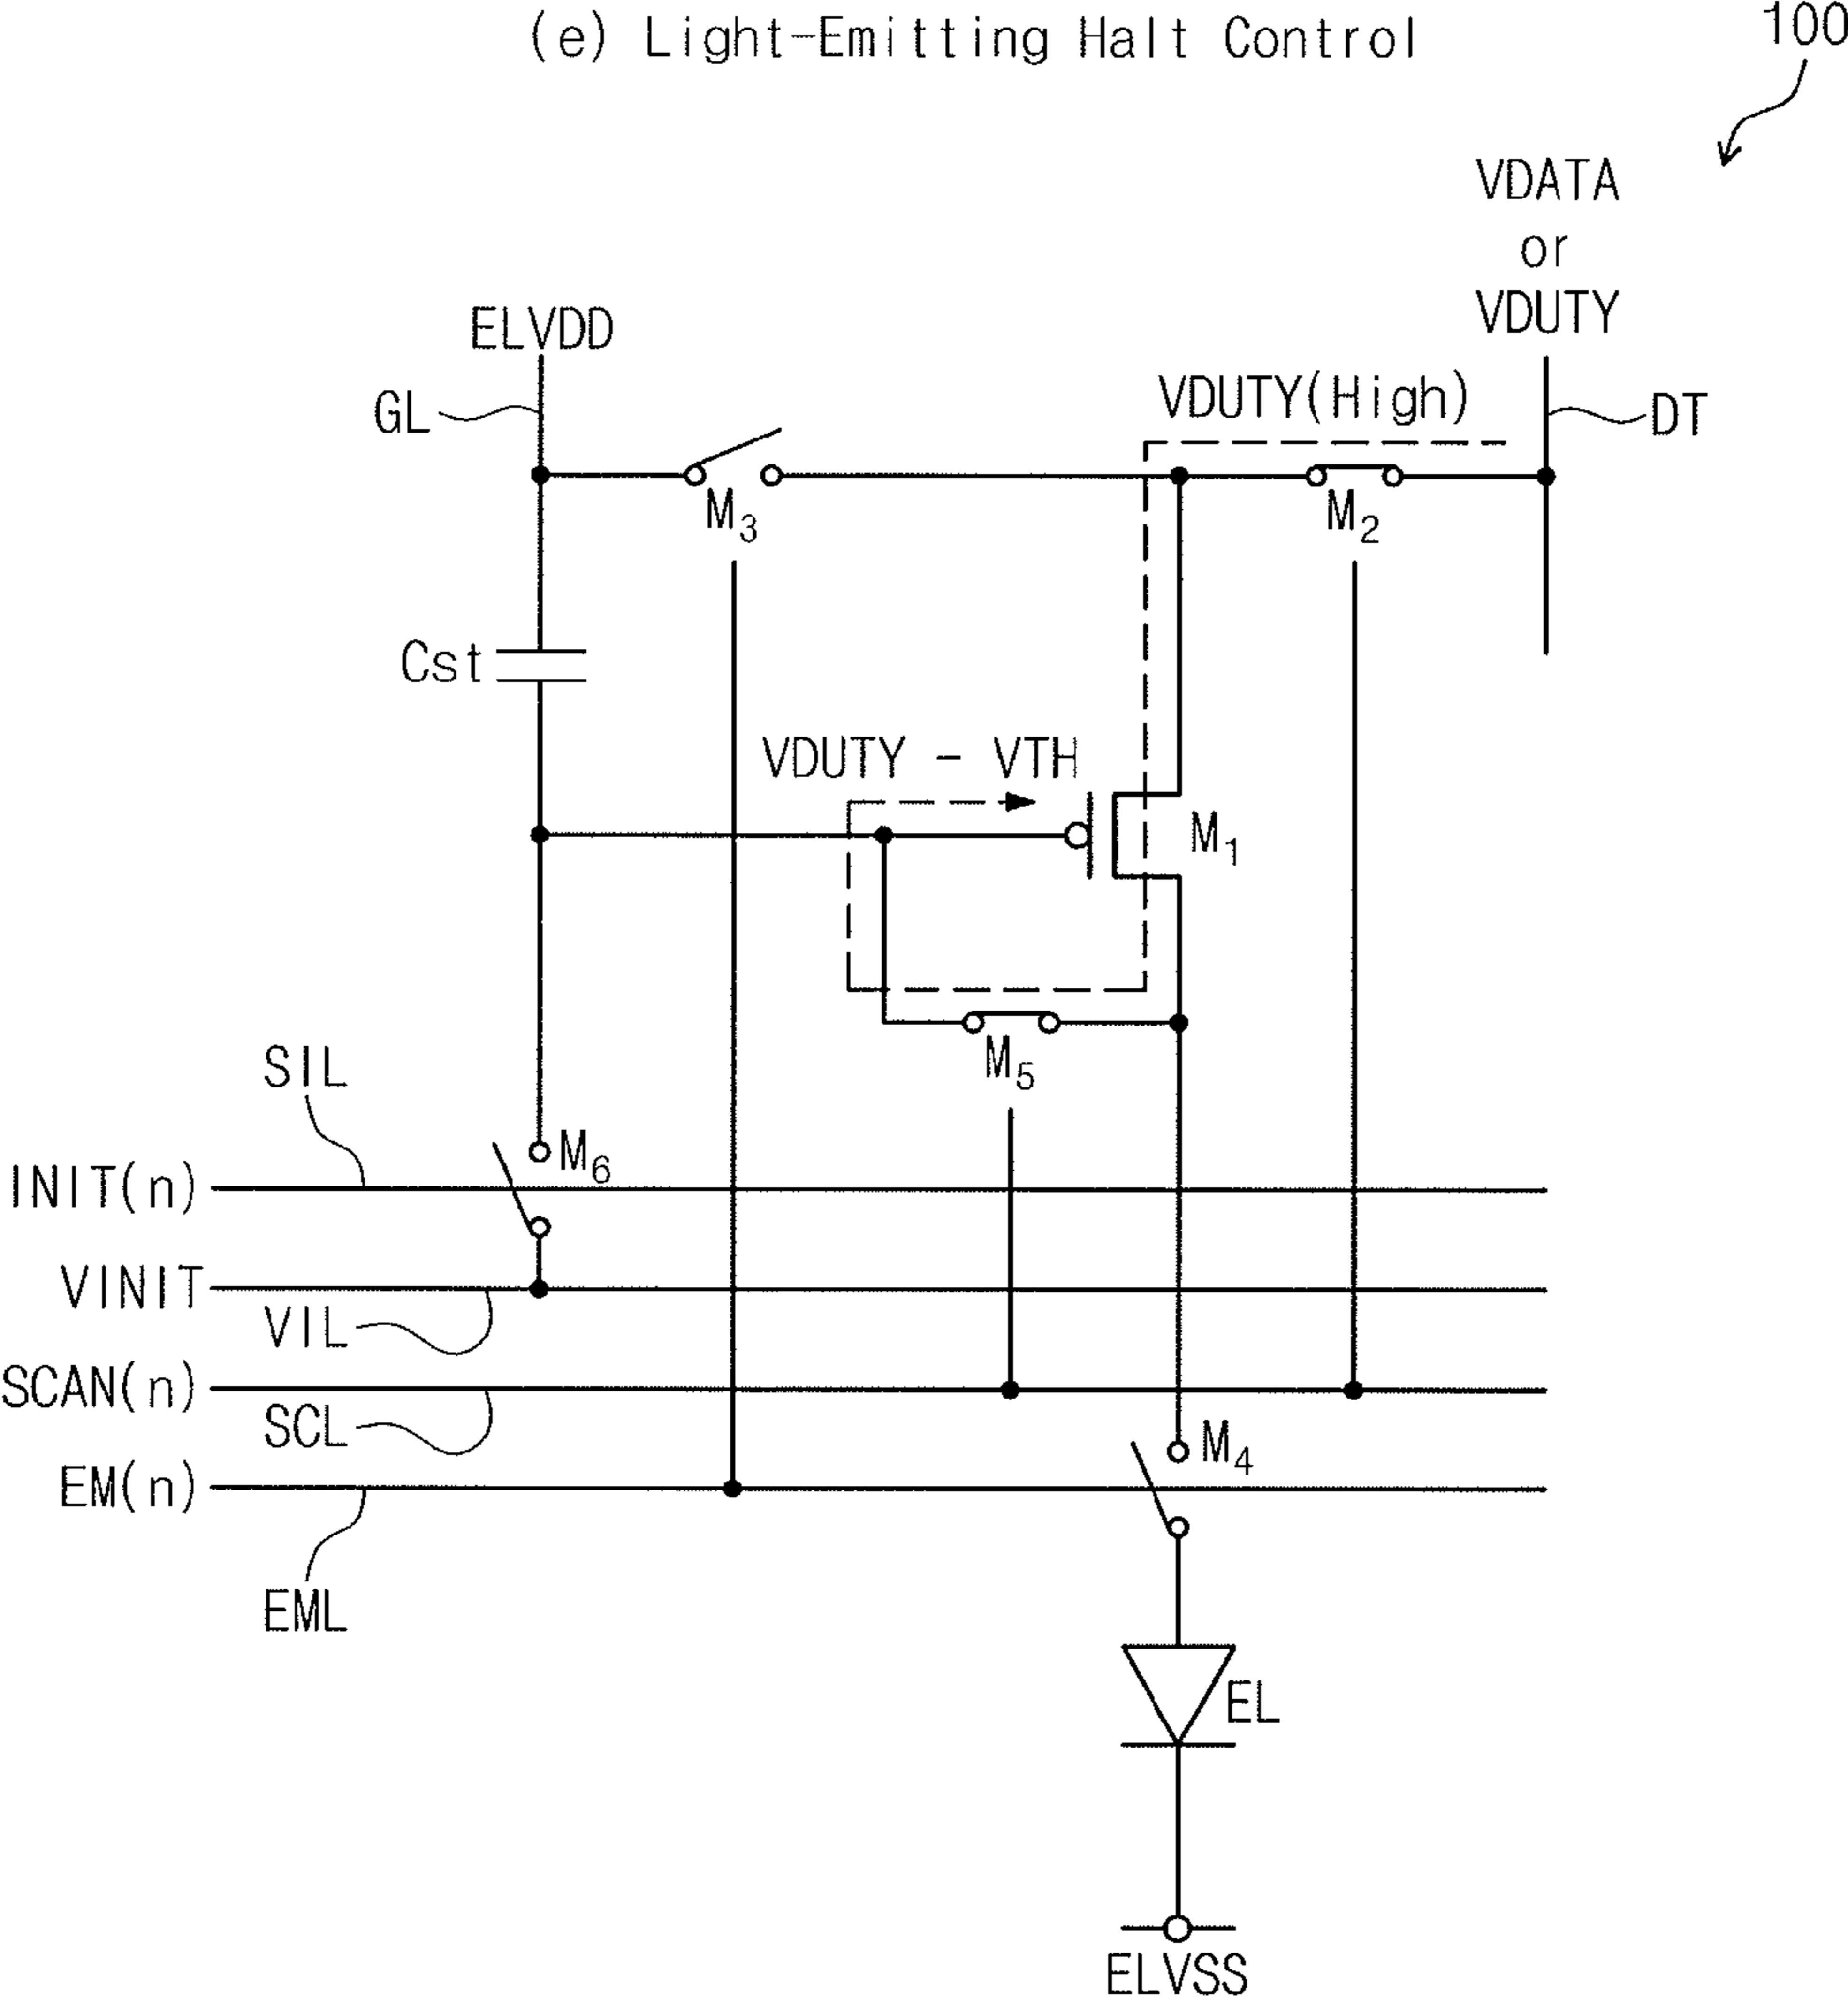 (e) Light-Emitting Halt Control
100
VDATA
or
VDUTY
ELVDD
GL
VDUTY(High)
DT
M3
M2
Cst
VDUTY - VTH
M1
M5
SIL
M6
INIT(n)
VINIT
VIL
SCAN(n)
SCL
M4
EM(n)
EML
EL
ELVSS